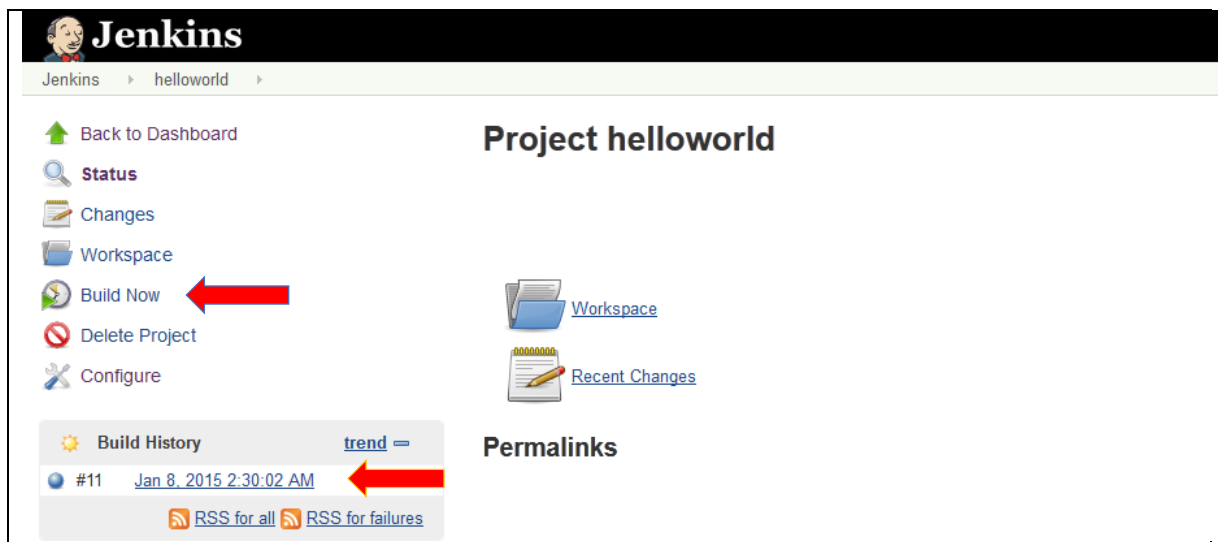 Jenkins
Jenkins helloworld
Back to Dashboard
Status
Changes
Workspace
Build Now
Delete Project
Configure
Build History trend
#11 Jan 8, 2015 2:30:02 AM
RSS for all RSS for failures
Project helloworld
Workspace
Recent Changes
Permalinks